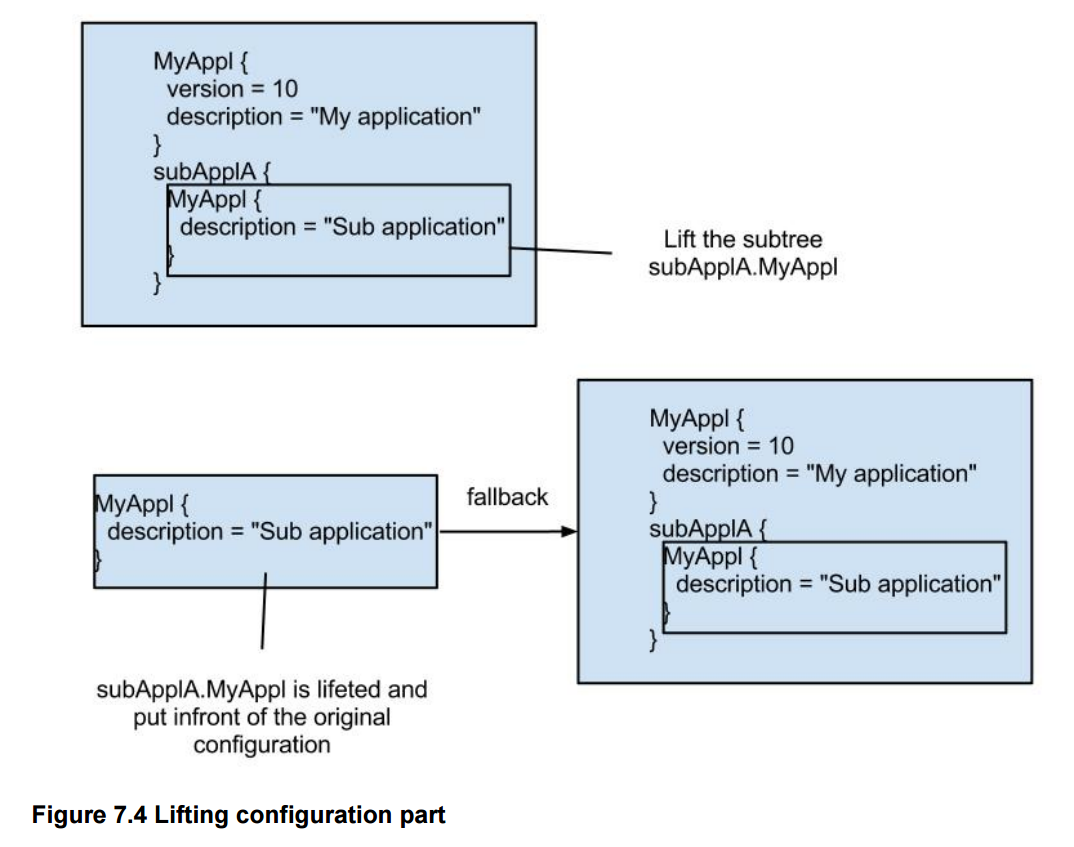 MyAppl {
version = 10
description = "My application"
}
subApplA {
MyAppl {
description = "Sub application"
}
}
Lift the subtree
subApplA.MyAppl
MyAppl {
description = "Sub application"
}
fallback
MyAppl {
version = 10
description = "My application"
}
subApplA {
MyAppl {
description = "Sub application"
}
}
subApplA.MyAppl is lifeted and
put infront of the original
configuration
Figure 7.4 Lifting configuration part